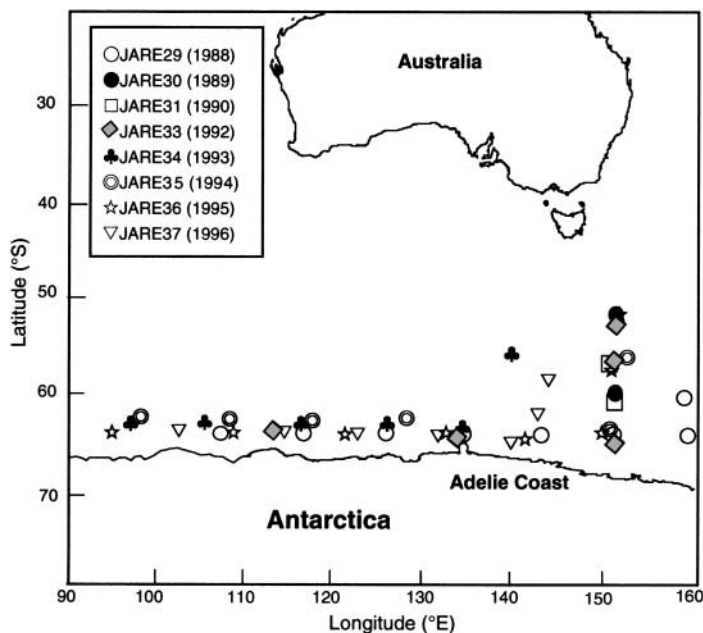 ○JARE29 (1988)
●JARE30 (1989)
□JARE31 (1990)
◆JARE33 (1992)
♣JARE34 (1993)
◎JARE35 (1994)
☆JARE36 (1995)
▽JARE37 (1996)
Australia
30
40
50
60
70
Latitude (°S)
Adelie Coast
Antarctica
90 100 110 120 130 140 150 160
Longitude (°E)